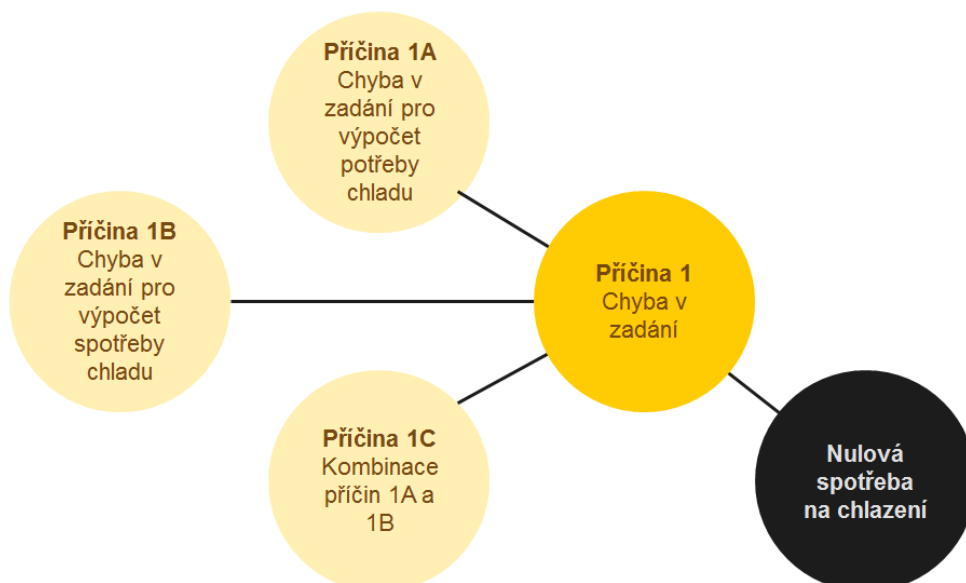 Příčina 1A
Chyba v
zadání pro
výpočet
potřeby
chladu
Příčina 1B
Chyba v
zadání pro
výpočet
spotřeby
chladu
Příčina 1
Chyba v
zadání
Příčina 1C
Kombinace
příčin 1A a
1B
Nulová
spotřeba
na chlazení